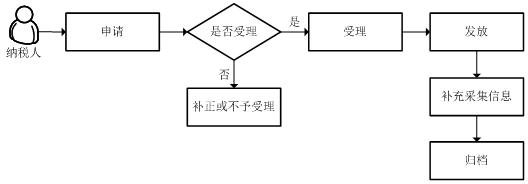 纳税人
申请
是否受理
是
受理
发放
否
补正或不予受理
补充采集信息
归档